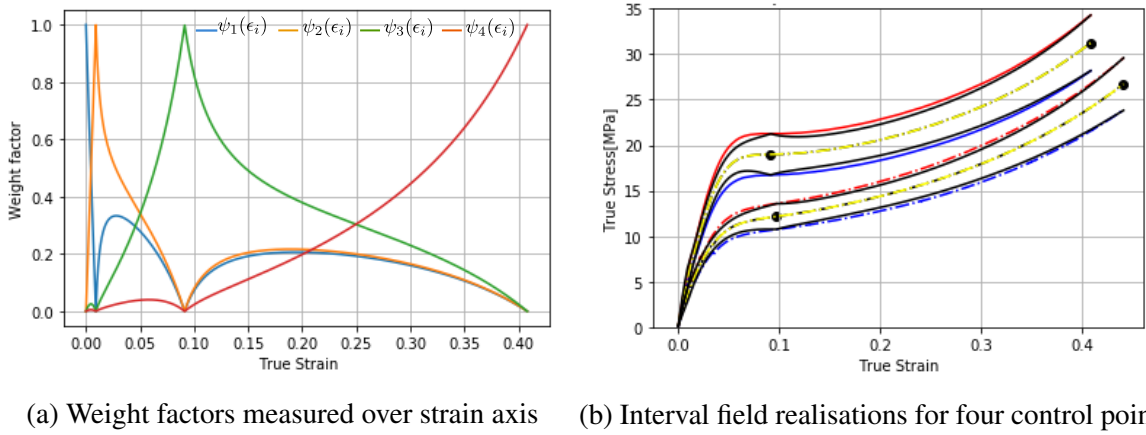 ψ₁(ϵᵢ) ψ₂(ϵᵢ) ψ₃(ϵᵢ) ψ₄(ϵᵢ)
1.0
0.8
0.6
0.4
0.2
0.0
Weight factor
0.00 0.05 0.10 0.15 0.20 0.25 0.30 0.35 0.40
True Strain
35
30
25
20
15
10
5
0
True Stress[MPa]
0.0 0.1 0.2 0.3 0.4
True Strain
(a) Weight factors measured over strain axis
(b) Interval field realisations for four control poin